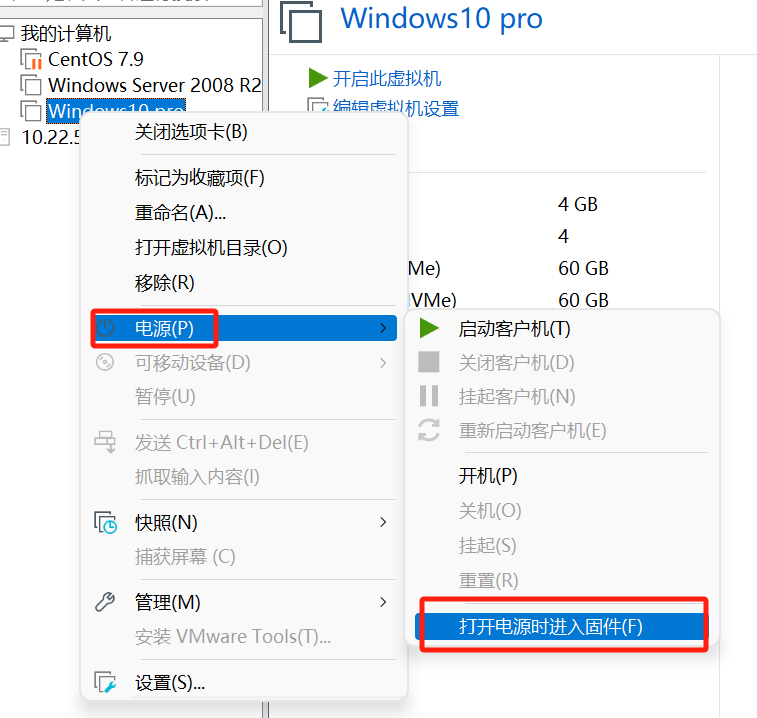 我的计算机
CentOS 7.9
Windows Server 2008 R2
Windows10 pro
10.22.5
Windows10 pro
开启此虚拟机
编辑虚拟机设置
4 GB
4
Me) 60 GB
VMe) 60 GB
关闭选项卡(B)
标记为收藏项(F)
重命名(A)...
打开虚拟机目录(O)
移除(R)
电源(P)
可移动设备(D)
暂停(U)
发送 Ctrl+Alt+Del(E)
抓取输入内容(I)
快照(N)
捕获屏幕 (C)
管理(M)
安装 VMware Tools(T)...
设置(S)...
启动客户机(T)
关闭客户机(D)
挂起客户机(N)
重新启动客户机(E)
开机(P)
关机(O)
挂起(S)
重置(R)
打开电源时进入固件(F)